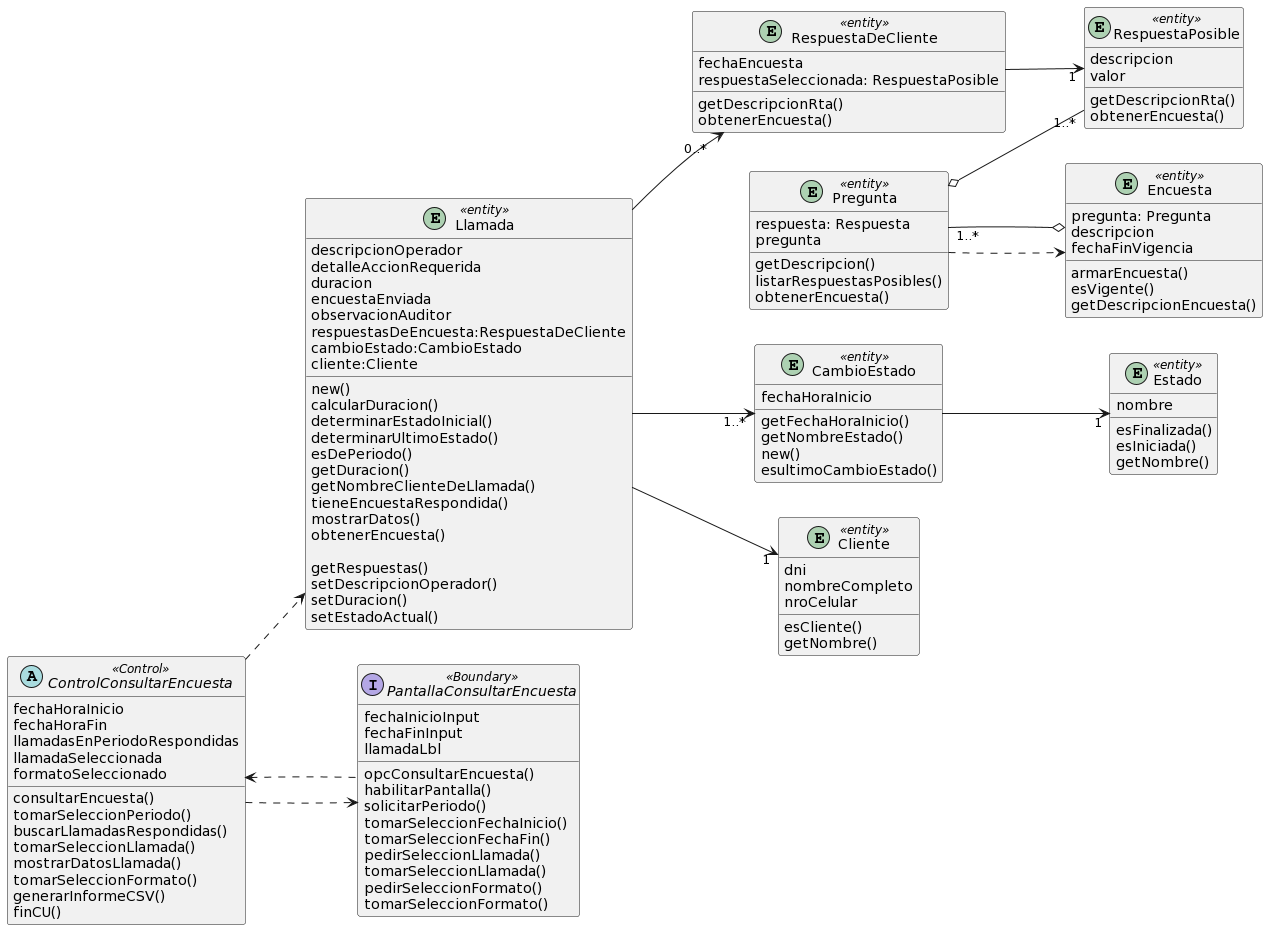 E
«entity»
RespuestaDeCliente
fechaEncuesta
respuestaSeleccionada: RespuestaPosible
getDescripcionRta()
obtenerEncuesta()
1
E
«entity»
RespuestaPosible
descripcion
valor
getDescripcionRta()
obtenerEncuesta()
0..*
1..*
E
«entity»
Pregunta
respuesta: Respuesta
pregunta
getDescripcion()
listarRespuestasPosibles()
obtenerEncuesta()
1..*
E
«entity»
Encuesta
pregunta: Pregunta
descripcion
fechaFinVigencia
armarEncuesta()
esVigente()
getDescripcionEncuesta()
E
«entity»
Llamada
descripcionOperador
detalleAccionRequerida
duracion
encuestaEnviada
observacionAuditor
respuestasDeEncuesta:RespuestaDeCliente
cambioEstado:CambioEstado
cliente:Cliente
new()
calcularDuracion()
determinarEstadoInicial()
determinarUltimoEstado()
esDePeriodo()
getDuracion()
getNombreClienteDeLlamada()
tieneEncuestaRespondida()
mostrarDatos()
obtenerEncuesta()
getRespuestas()
setDescripcionOperador()
setDuracion()
setEstadoActual()
1..*
E
«entity»
CambioEstado
fechaHoraInicio
getFechaHoraInicio()
getNombreEstado()
new()
esultimoCambioEstado()
1
E
«entity»
Estado
nombre
esFinalizada()
esIniciada()
getNombre()
1
E
«entity»
Cliente
dni
nombreCompleto
nroCelular
esCliente()
getNombre()
A
«Control»
ControlConsultarEncuesta
fechaHoraInicio
fechaHoraFin
llamadasEnPeriodoRespondidas
llamadaSeleccionada
formatoSeleccionado
consultarEncuesta()
tomarSeleccionPeriodo()
buscarLlamadasRespondidas()
tomarSeleccionLlamada()
mostrarDatosLlamada()
tomarSeleccionFormato()
generarInformeCSV()
finCU()
I
«Boundary»
PantallaConsultarEncuesta
fechaInicioInput
fechaFinInput
llamadaLbl
opcConsultarEncuesta()
habilitarPantalla()
solicitarPeriodo()
tomarSeleccionFechaInicio()
tomarSeleccionFechaFin()
pedirSeleccionLlamada()
tomarSeleccionLlamada()
pedirSeleccionFormato()
tomarSeleccionFormato()